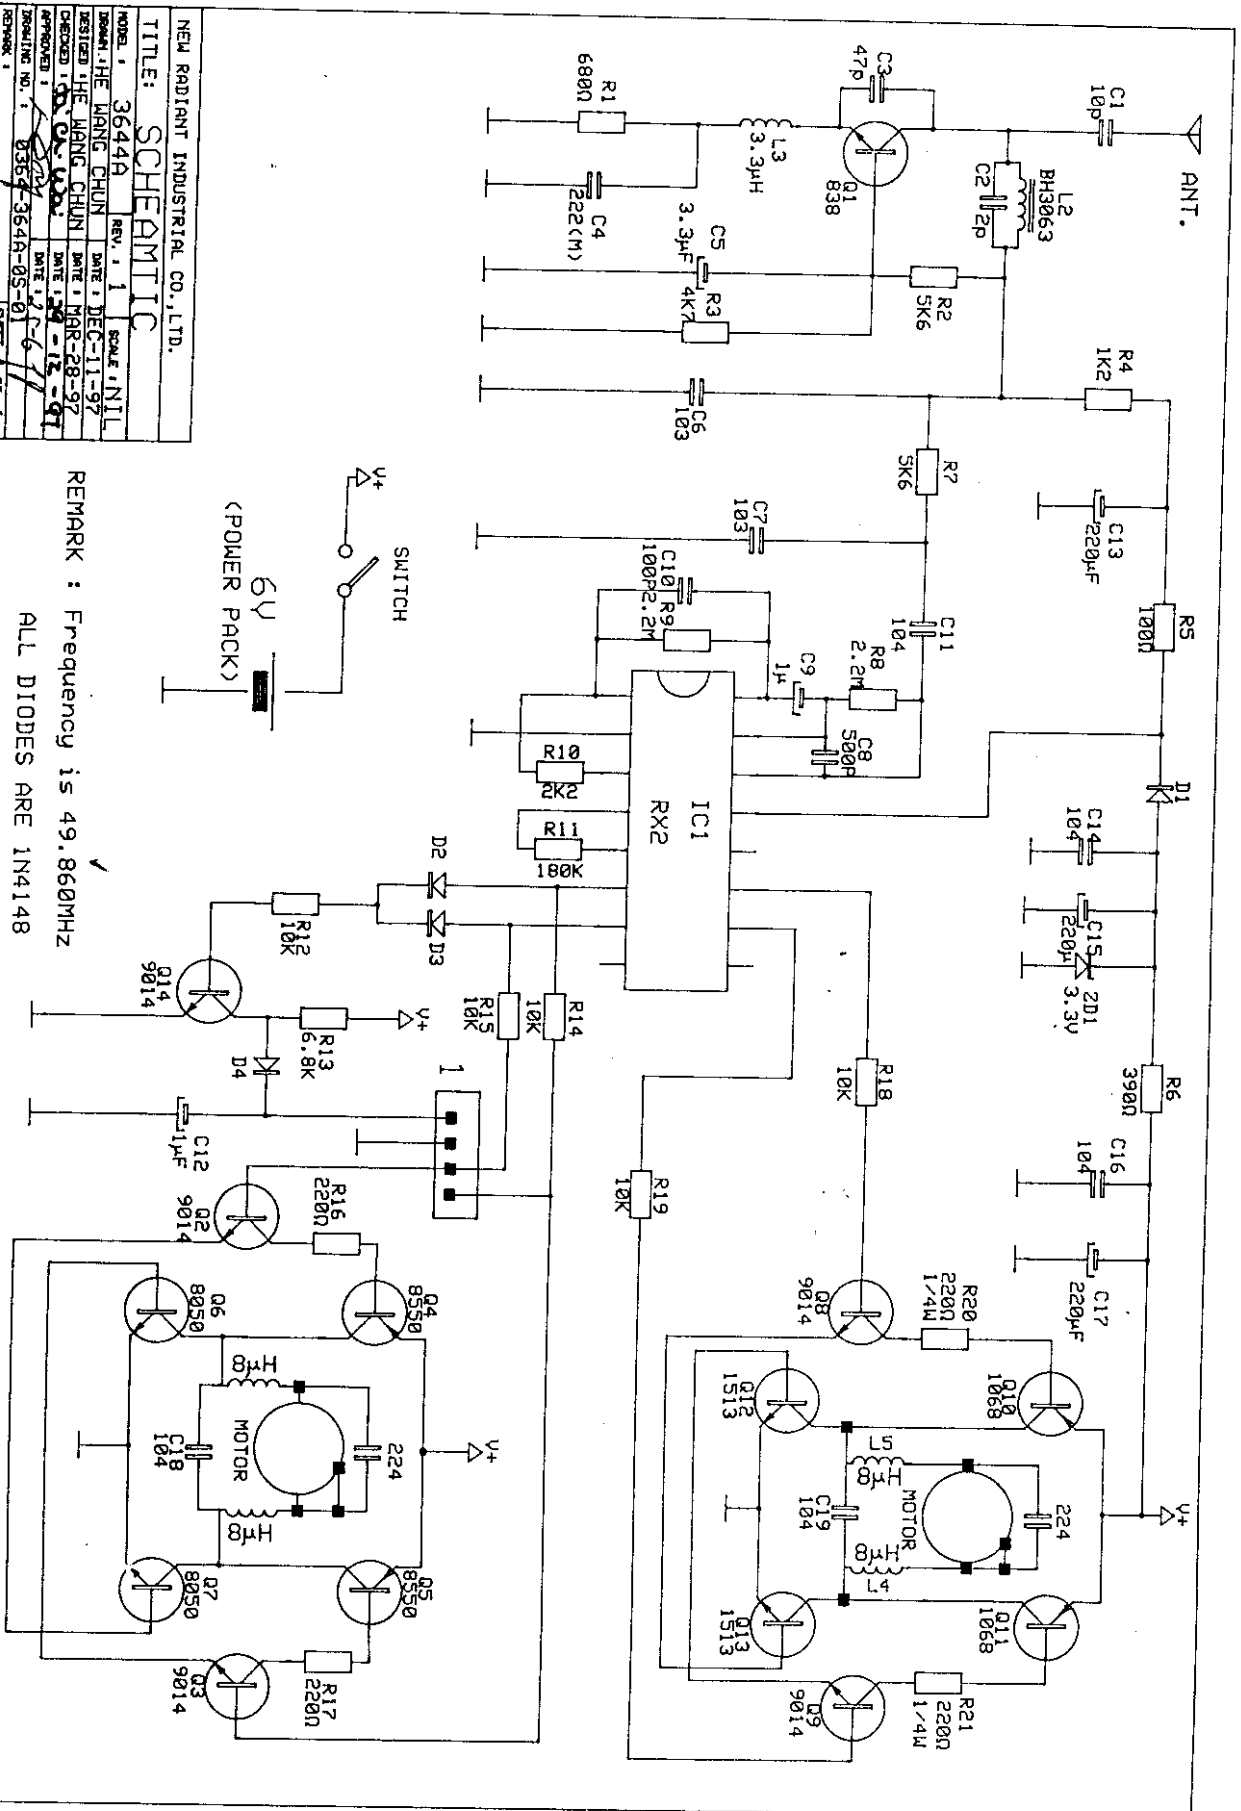 ANT.
C1
10p
L2
BH3063
C2
2p
C3
47p
Q1
838
L3
3.3µH
R1
680Ω
C4
222(M)
C5
3.3µF
R3
4K7
R2
5K6
R4
1K2
C6
103
R7
5K6
C7
103
C13
220µF
R5
100Ω
C11
104
R8
2.2M
C9
1µ
C8
500P
C10
100P
R9
2.2M
IC1
RX2
R10
2K2
R11
180K
D1
C14
104
C15
220µ
ZD1
3.3V
R6
390Ω
C16
104
C17
220µF
V+
R18
10K
R19
10K
R14
10K
R15
10K
D2
D3
R12
10K
Q14
9014
R13
6.8K
V+
D4
C12
1µF
1
Q2
9014
R16
220Ω
Q4
8550
Q6
8050
8µH
MOTOR
224
C18
104
8µH
V+
Q5
8550
Q7
8050
R17
220Ω
Q3
9014
Q8
9014
R20
220Ω
1/4W
Q10
1068
Q12
1513
L5
8µH
MOTOR
224
C19
104
8µH
L4
Q11
1068
Q13
1513
R21
220Ω
1/4W
Q9
9014
SWITCH
V+
6V
(POWER PACK)
REMARK : Frequency is 49.860MHz
ALL DIODES ARE 1N4148
NEW RADIANT INDUSTRIAL CO.,LTD.
TITLE: SCHEAMTIC
MODEL : 3644A REV. : 1 SCALE : NIL
DRAWN : HE WANG CHUN DATE : DEC-11-97
DESIGED : HE WANG CHUN DATE : MAR-28-97
CHECKED : DATE : 29-12-97
APPROVED : DATE :
DRAWING NO. : 0364-364A-0S-01
REMARK :